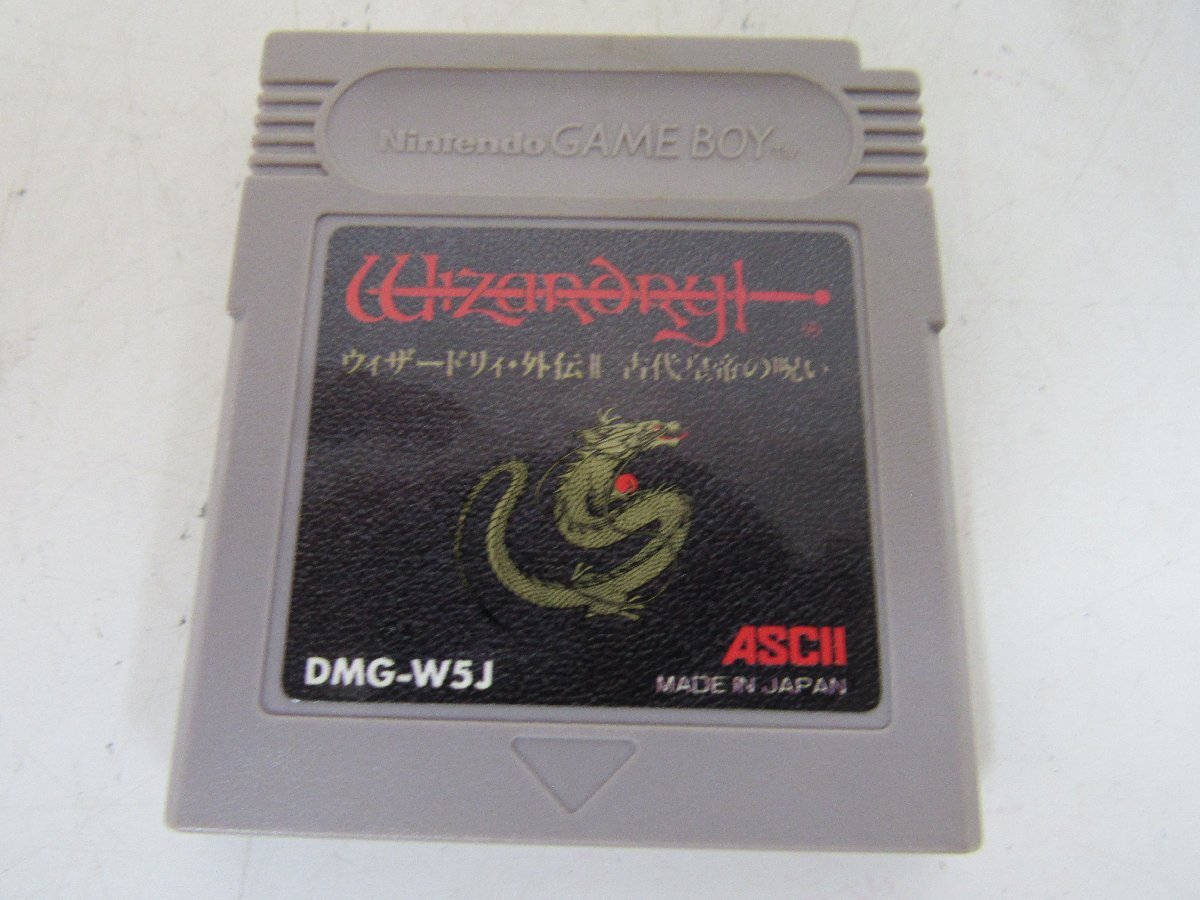 Nintendo GAME BOY TM
Wizardry ®
ウィザードリィ・外伝II 古代皇帝の呪い
ASCII
DMG-W5J
MADE IN JAPAN